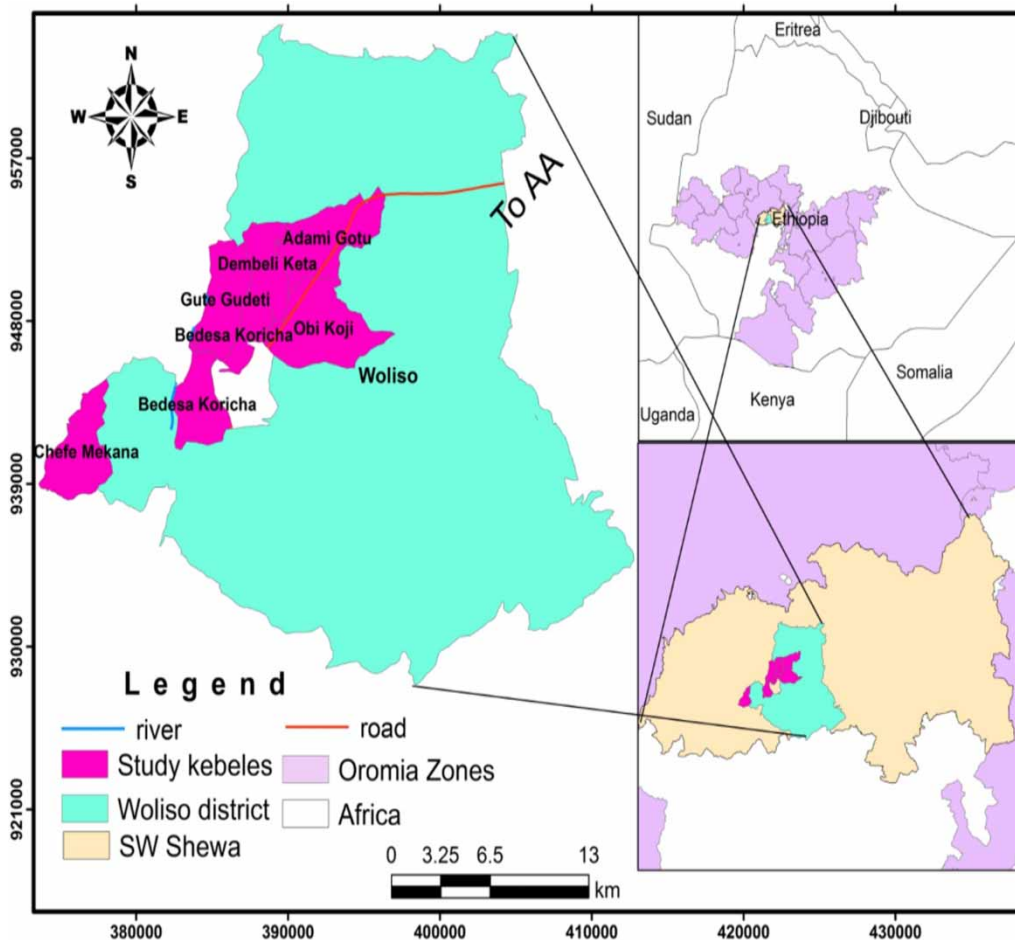 N
W E
S
957000
948000
939000
930000
921000
To AA
Adami Gotu
Dembeli Keta
Gute Gudeti
Bedesa Koricha
Obi Koji
Woliso
Bedesa Koricha
Chefe Mekana
Eritrea
Sudan
Djibouti
Ethiopia
Somalia
Kenya
Uganda
Legend
river
road
Study kebeles
Oromia Zones
Woliso district
Africa
SW Shewa
0 3.25 6.5 13
km
380000 390000 400000 410000 420000 430000